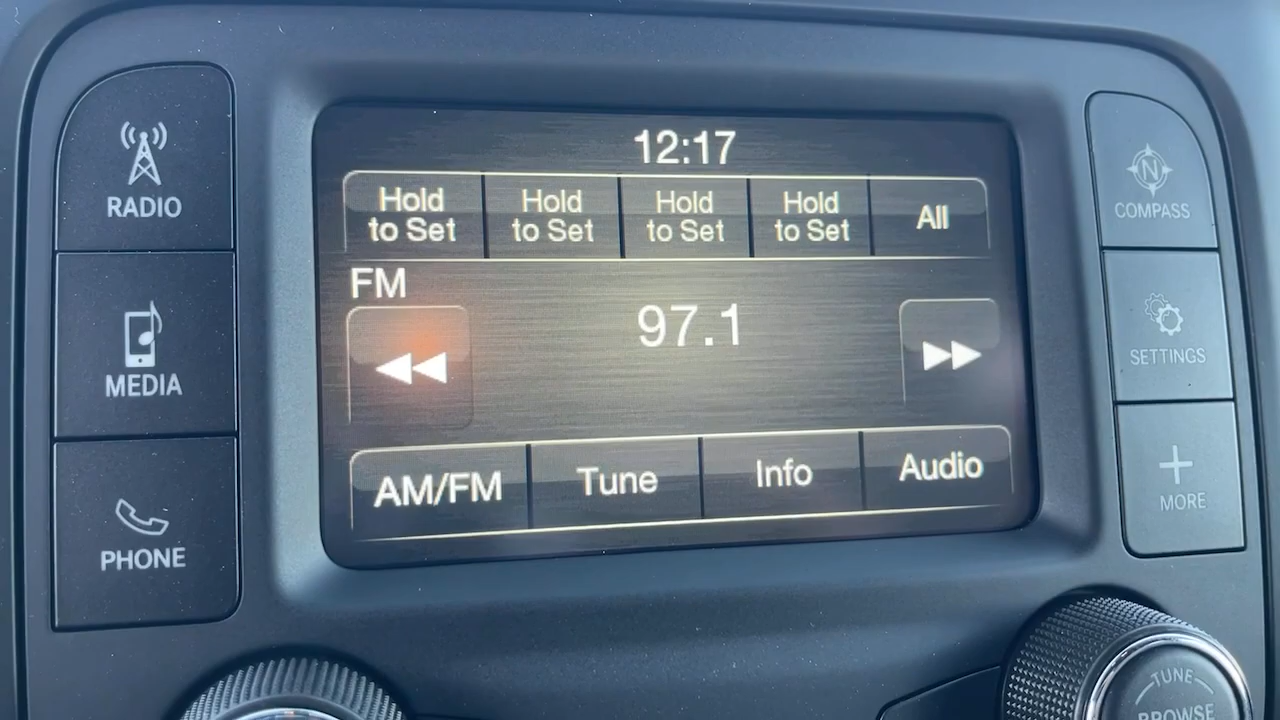 12:17
Hold
to Set
Hold
to Set
Hold
to Set
Hold
to Set
All
FM
97.1
AM/FM
Tune
Info
Audio
RADIO
MEDIA
PHONE
N
COMPASS
SETTINGS
MORE
TUNE
BROWSE